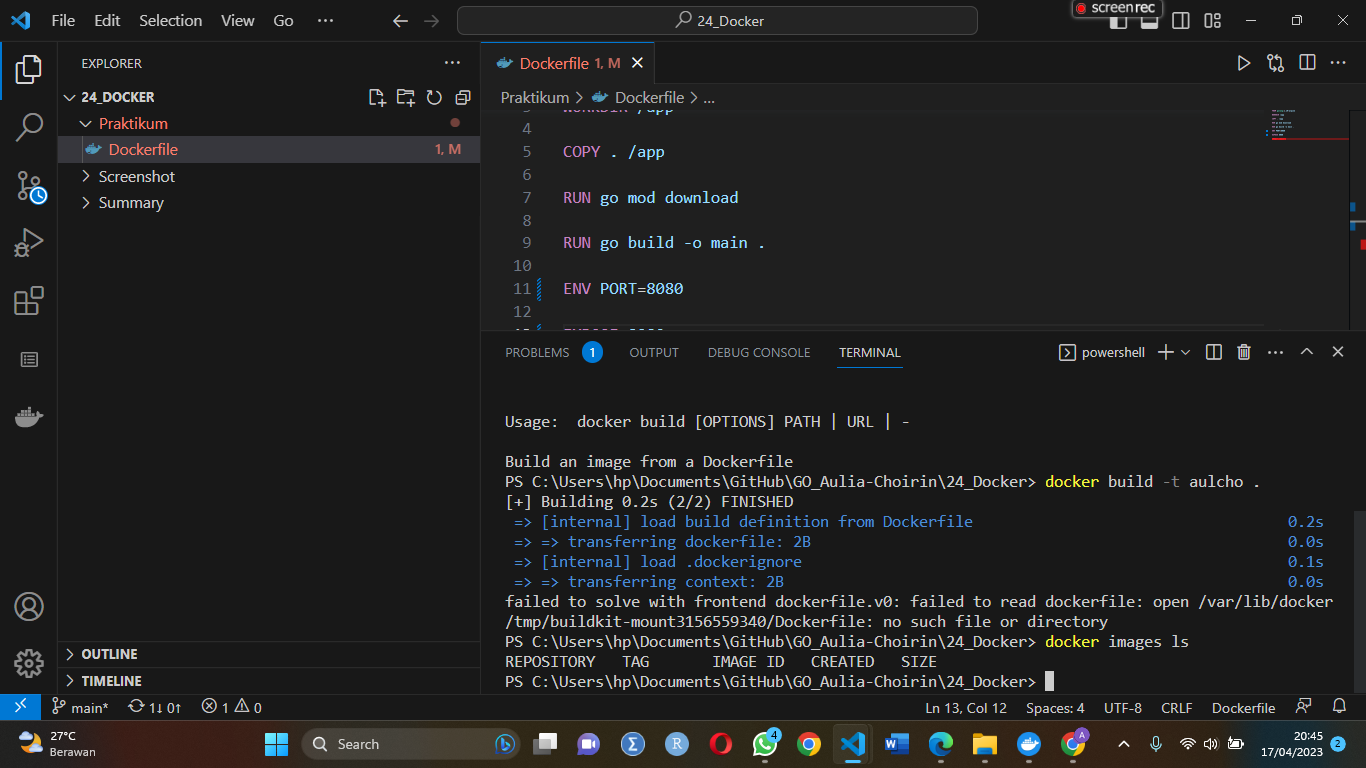 File Edit Selection View Go ··· 24_Docker
screenrec
EXPLORER
24_DOCKER
Praktikum
Dockerfile 1, M
Screenshot
Summary
OUTLINE
TIMELINE
Dockerfile 1, M
Praktikum > Dockerfile > ...
4
5 COPY . /app
6
7 RUN go mod download
8
9 RUN go build -o main .
10
11 ENV PORT=8080
12
PROBLEMS 1 OUTPUT DEBUG CONSOLE TERMINAL powershell
Usage:  docker build [OPTIONS] PATH | URL | -
Build an image from a Dockerfile
PS C:\Users\hp\Documents\GitHub\GO_Aulia-Choirin\24_Docker> docker build -t aulcho .
[+] Building 0.2s (2/2) FINISHED
=> [internal] load build definition from Dockerfile 0.2s
=> => transferring dockerfile: 2B 0.0s
=> [internal] load .dockerignore 0.1s
=> => transferring context: 2B 0.0s
failed to solve with frontend dockerfile.v0: failed to read dockerfile: open /var/lib/docker
/tmp/buildkit-mount3156559340/Dockerfile: no such file or directory
PS C:\Users\hp\Documents\GitHub\GO_Aulia-Choirin\24_Docker> docker images ls
REPOSITORY   TAG       IMAGE ID   CREATED   SIZE
PS C:\Users\hp\Documents\GitHub\GO_Aulia-Choirin\24_Docker>
main* 1↓ 0↑ 1 0 Ln 13, Col 12 Spaces: 4 UTF-8 CRLF Dockerfile
27°C
Berawan
Search
4
A
20:45
17/04/2023
2